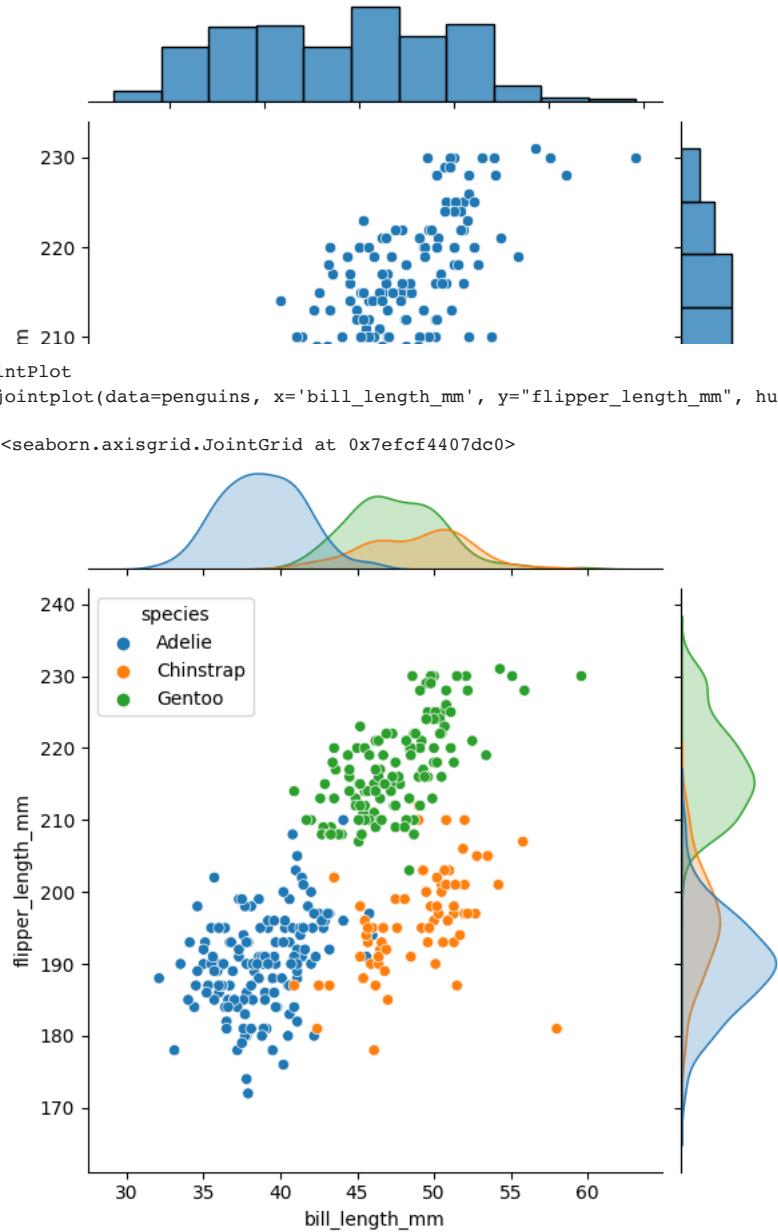 230
220
m
210
intPlot
jointplot(data=penguins, x='bill_length_mm', y="flipper_length_mm", hu
<seaborn.axisgrid.JointGrid at 0x7efcf4407dc0>
240
species
Adelie
Chinstrap
Gentoo
230
220
210
flipper_length_mm
200
190
180
170
30 35 40 45 50 55 60
bill_length_mm